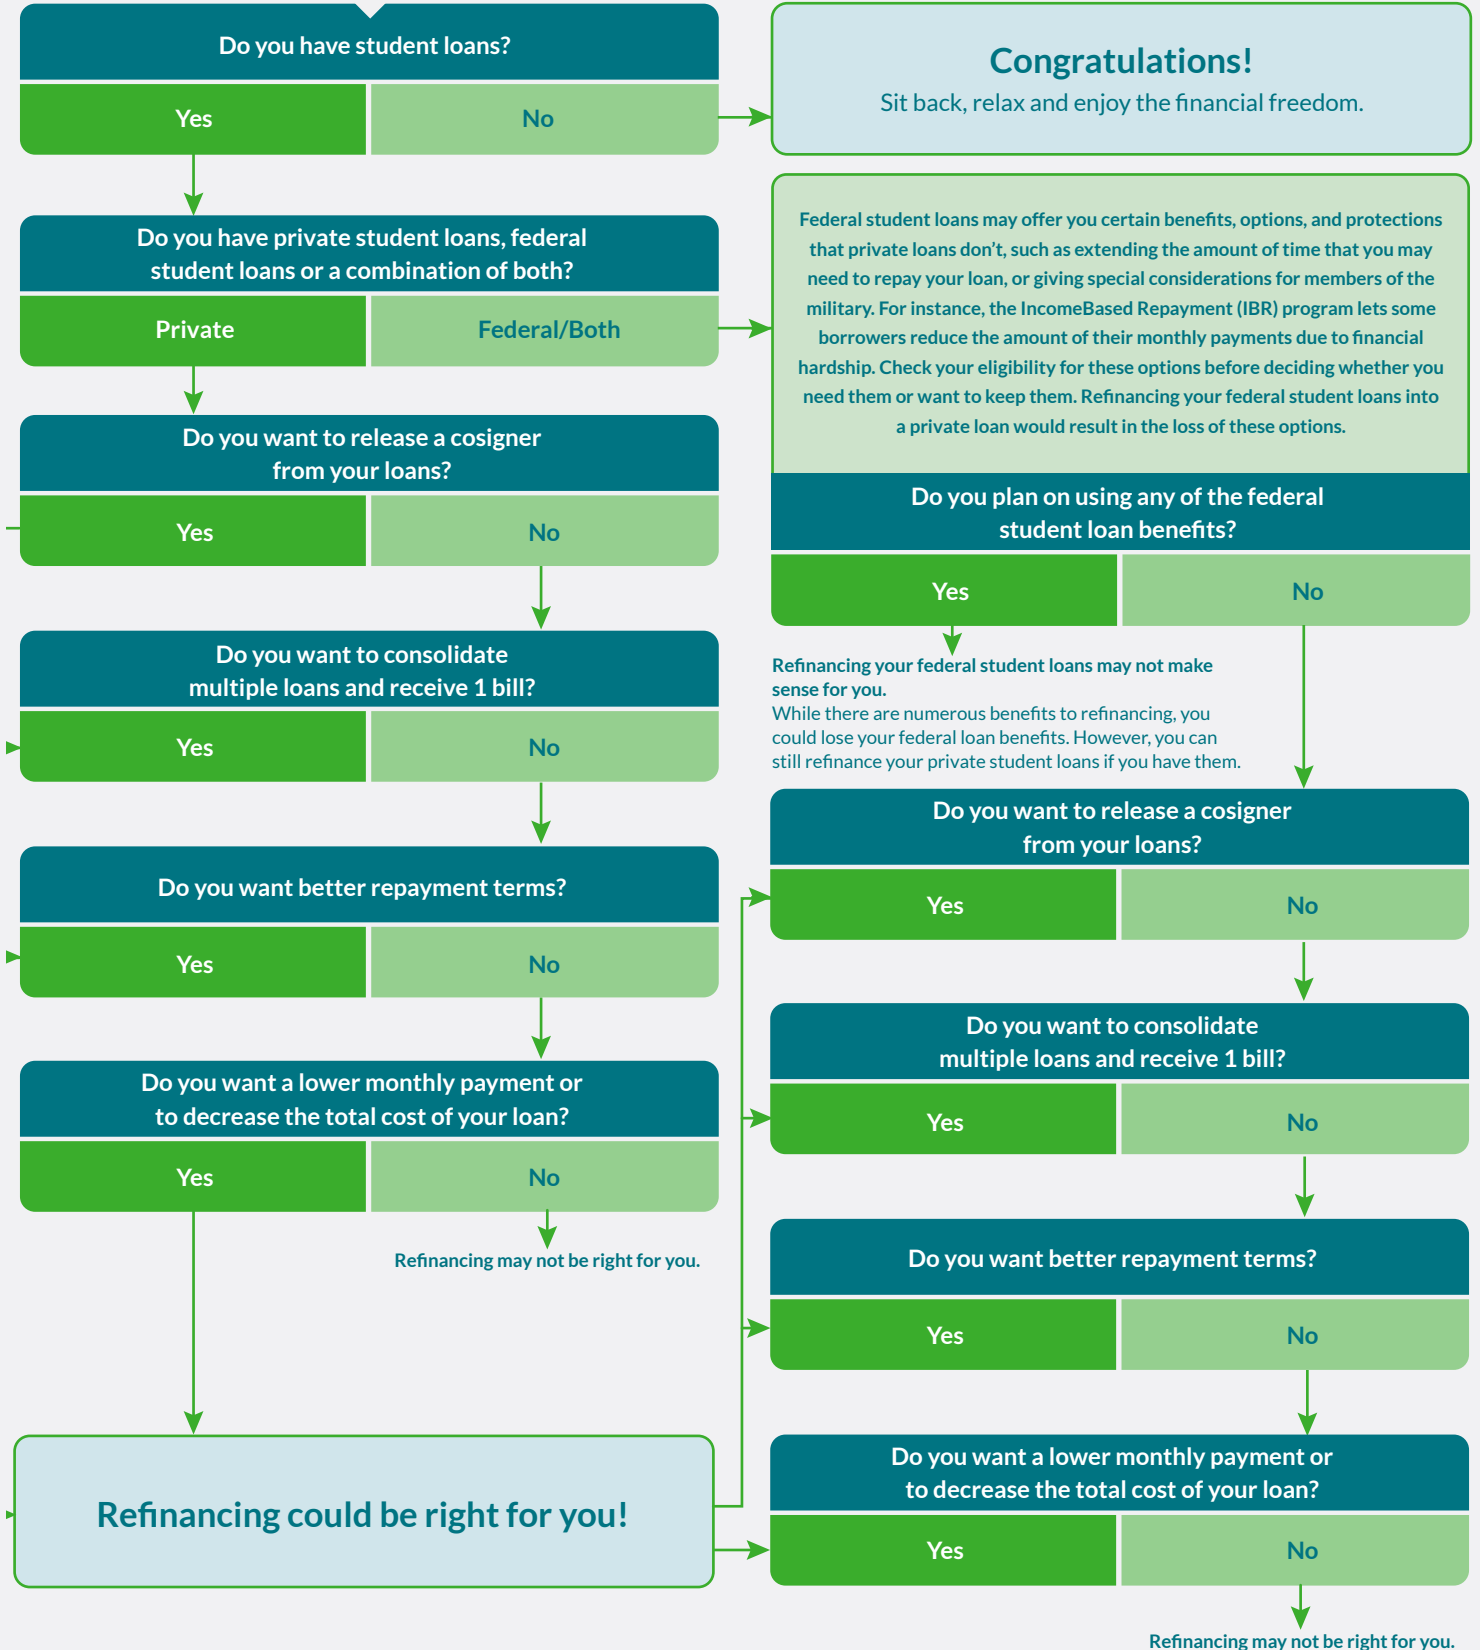 Do you have student loans?
Yes
No
Congratulations!
Sit back, relax and enjoy the financial freedom.
Do you have private student loans, federal
student loans or a combination of both?
Private
Federal/Both
Federal student loans may offer you certain benefits, options, and protections
that private loans don’t, such as extending the amount of time that you may
need to repay your loan, or giving special considerations for members of the
military. For instance, the IncomeBased Repayment (IBR) program lets some
borrowers reduce the amount of their monthly payments due to financial
hardship. Check your eligibility for these options before deciding whether you
need them or want to keep them. Refinancing your federal student loans into
a private loan would result in the loss of these options.
Do you plan on using any of the federal
student loan benefits?
Yes
No
Refinancing your federal student loans may not make
sense for you.
While there are numerous benefits to refinancing, you
could lose your federal loan benefits. However, you can
still refinance your private student loans if you have them.
Do you want to release a cosigner
from your loans?
Yes
No
Do you want to consolidate
multiple loans and receive 1 bill?
Yes
No
Do you want better repayment terms?
Yes
No
Do you want a lower monthly payment or
to decrease the total cost of your loan?
Yes
No
Refinancing may not be right for you.
Refinancing could be right for you!
Do you want to release a cosigner
from your loans?
Yes
No
Do you want to consolidate
multiple loans and receive 1 bill?
Yes
No
Do you want better repayment terms?
Yes
No
Do you want a lower monthly payment or
to decrease the total cost of your loan?
Yes
No
Refinancing may not be right for you.